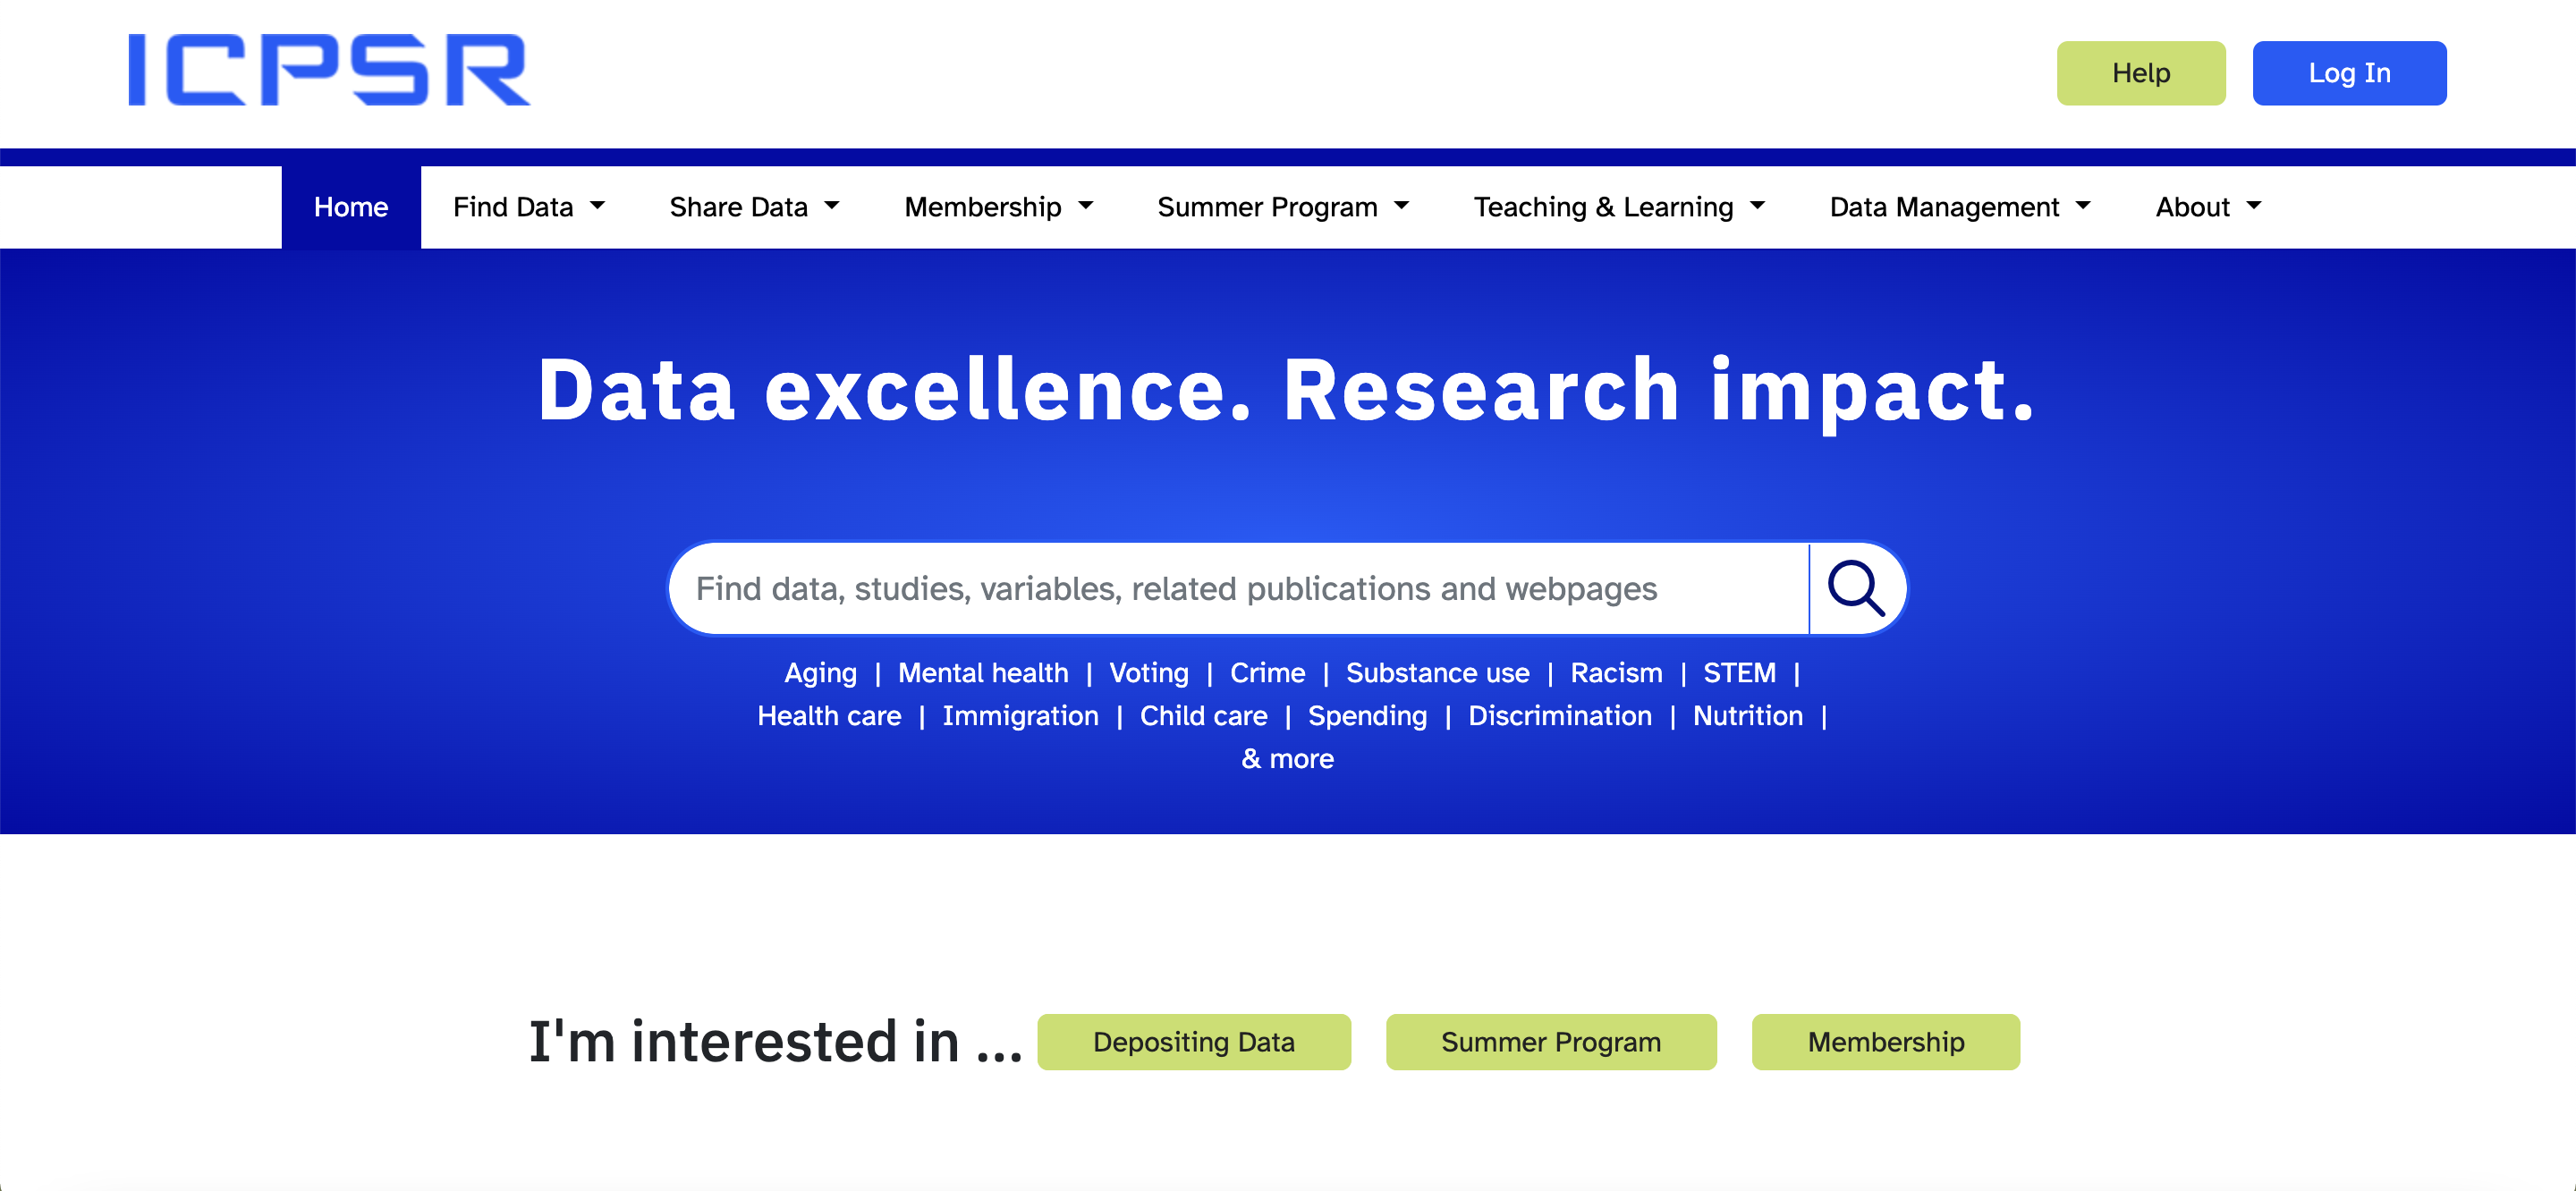 ICPSR
Help
Log In
Home
Find Data
Share Data
Membership
Summer Program
Teaching & Learning
Data Management
About
Data excellence. Research impact.
Find data, studies, variables, related publications and webpages
Aging | Mental health | Voting | Crime | Substance use | Racism | STEM |
Health care | Immigration | Child care | Spending | Discrimination | Nutrition |
& more
I'm interested in ...
Depositing Data
Summer Program
Membership